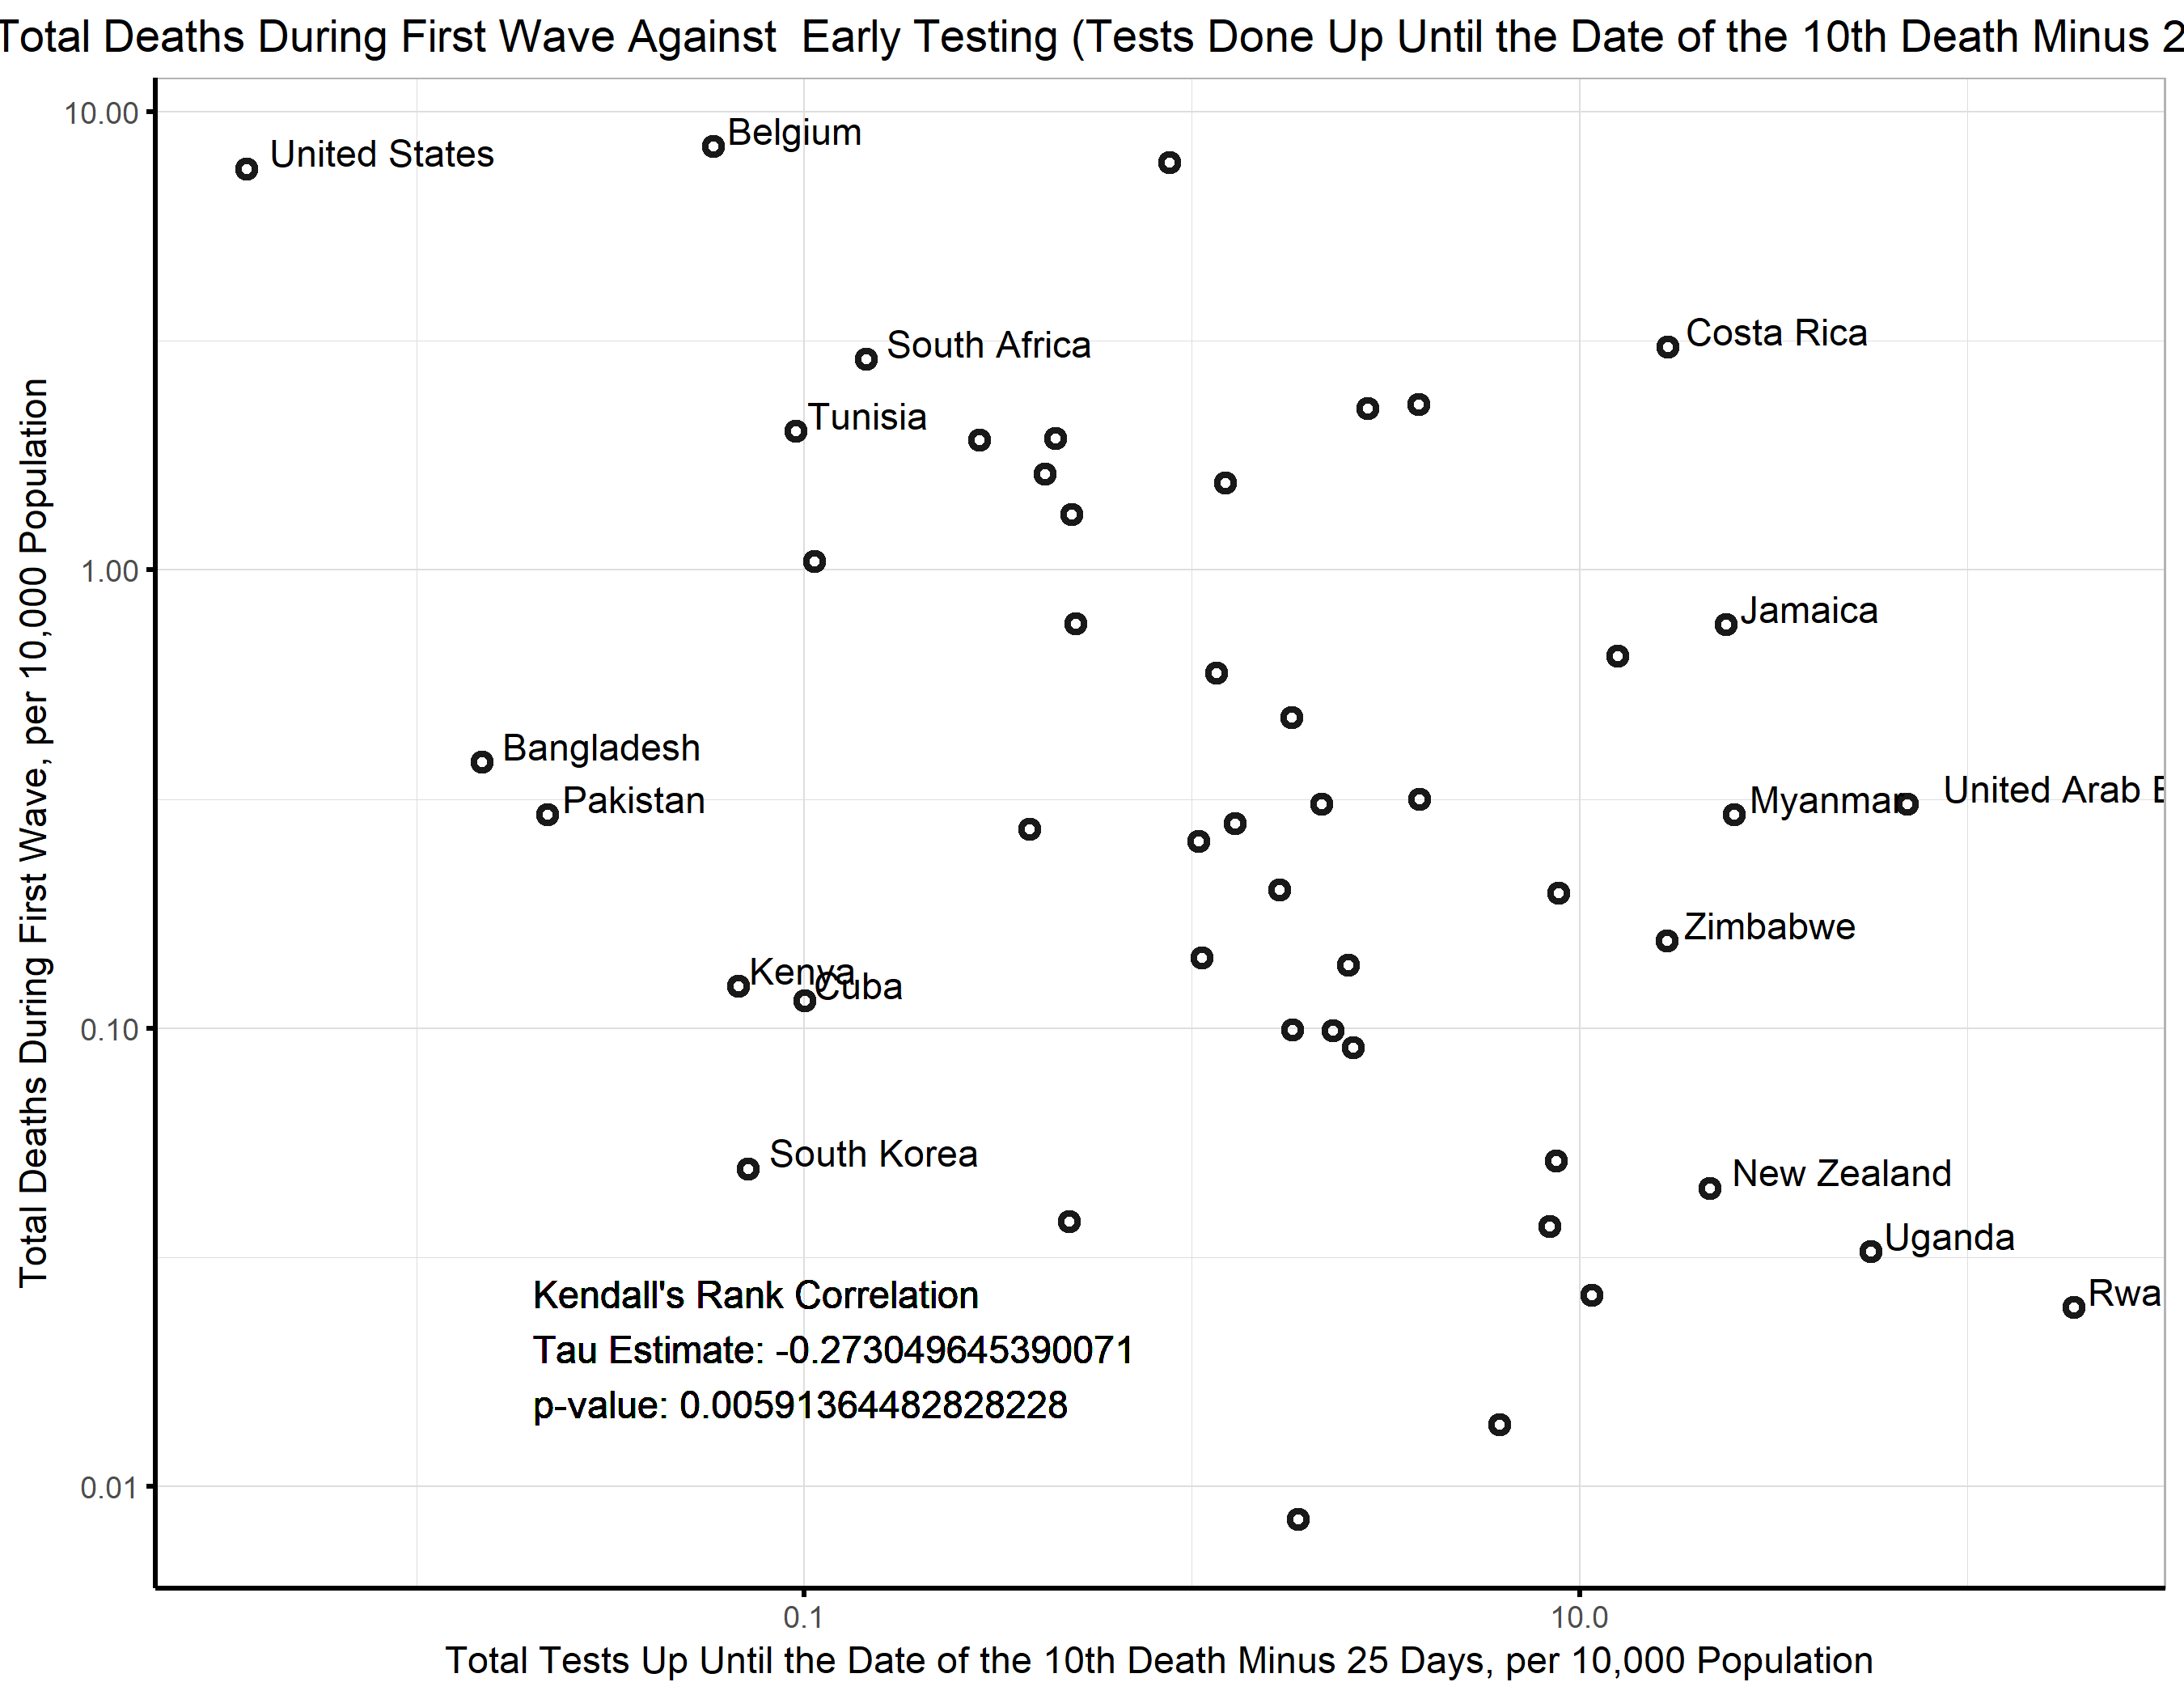 Total Deaths During First Wave Against  Early Testing (Tests Done Up Until the Date of the 10th Death Minus 2
10.00
United States
Belgium
South Africa
Costa Rica
Tunisia
1.00
Jamaica
Bangladesh
Pakistan
Myanmar
United Arab E
Zimbabwe
Kenya
Cuba
0.10
South Korea
New Zealand
Uganda
Rwa
Kendall's Rank Correlation
Tau Estimate: -0.273049645390071
p-value: 0.00591364482828228
0.01
0.1
10.0
Total Tests Up Until the Date of the 10th Death Minus 25 Days, per 10,000 Population
Total Deaths During First Wave, per 10,000 Population